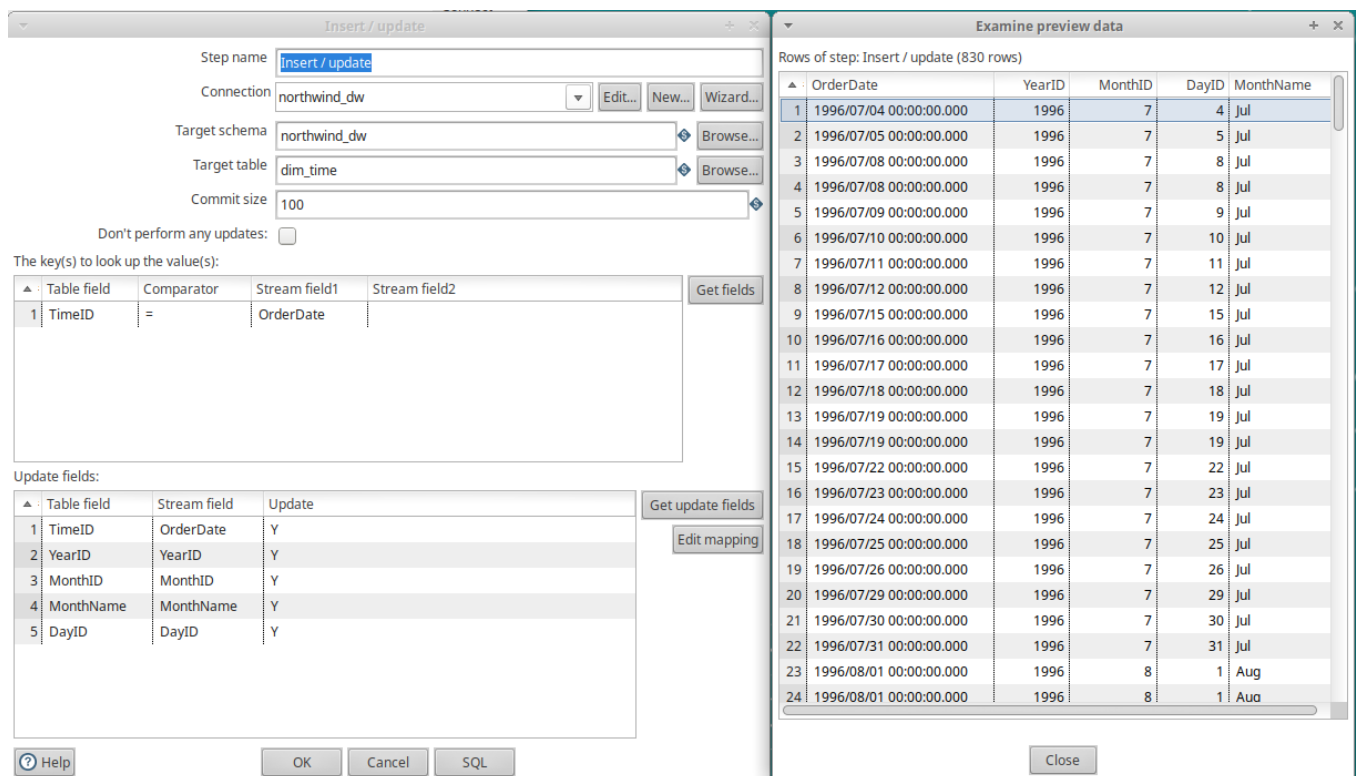 Insert / update
Step name Insert / update
Connection northwind_dw Edit... New... Wizard...
Target schema northwind_dw Browse...
Target table dim_time Browse...
Commit size 100
Don't perform any updates:
The key(s) to look up the value(s):
Table field Comparator Stream field1 Stream field2 Get fields
1 TimeID = OrderDate
Update fields:
Table field Stream field Update Get update fields
1 TimeID OrderDate Y
Edit mapping
2 YearID YearID Y
3 MonthID MonthID Y
4 MonthName MonthName Y
5 DayID DayID Y
Help OK Cancel SQL
Examine preview data
Rows of step: Insert / update (830 rows)
OrderDate YearID MonthID DayID MonthName
1 1996/07/04 00:00:00.000 1996 7 4 Jul
2 1996/07/05 00:00:00.000 1996 7 5 Jul
3 1996/07/08 00:00:00.000 1996 7 8 Jul
4 1996/07/08 00:00:00.000 1996 7 8 Jul
5 1996/07/09 00:00:00.000 1996 7 9 Jul
6 1996/07/10 00:00:00.000 1996 7 10 Jul
7 1996/07/11 00:00:00.000 1996 7 11 Jul
8 1996/07/12 00:00:00.000 1996 7 12 Jul
9 1996/07/15 00:00:00.000 1996 7 15 Jul
10 1996/07/16 00:00:00.000 1996 7 16 Jul
11 1996/07/17 00:00:00.000 1996 7 17 Jul
12 1996/07/18 00:00:00.000 1996 7 18 Jul
13 1996/07/19 00:00:00.000 1996 7 19 Jul
14 1996/07/19 00:00:00.000 1996 7 19 Jul
15 1996/07/22 00:00:00.000 1996 7 22 Jul
16 1996/07/23 00:00:00.000 1996 7 23 Jul
17 1996/07/24 00:00:00.000 1996 7 24 Jul
18 1996/07/25 00:00:00.000 1996 7 25 Jul
19 1996/07/26 00:00:00.000 1996 7 26 Jul
20 1996/07/29 00:00:00.000 1996 7 29 Jul
21 1996/07/30 00:00:00.000 1996 7 30 Jul
22 1996/07/31 00:00:00.000 1996 7 31 Jul
23 1996/08/01 00:00:00.000 1996 8 1 Aug
24 1996/08/01 00:00:00.000 1996 8 1 Aug
Close